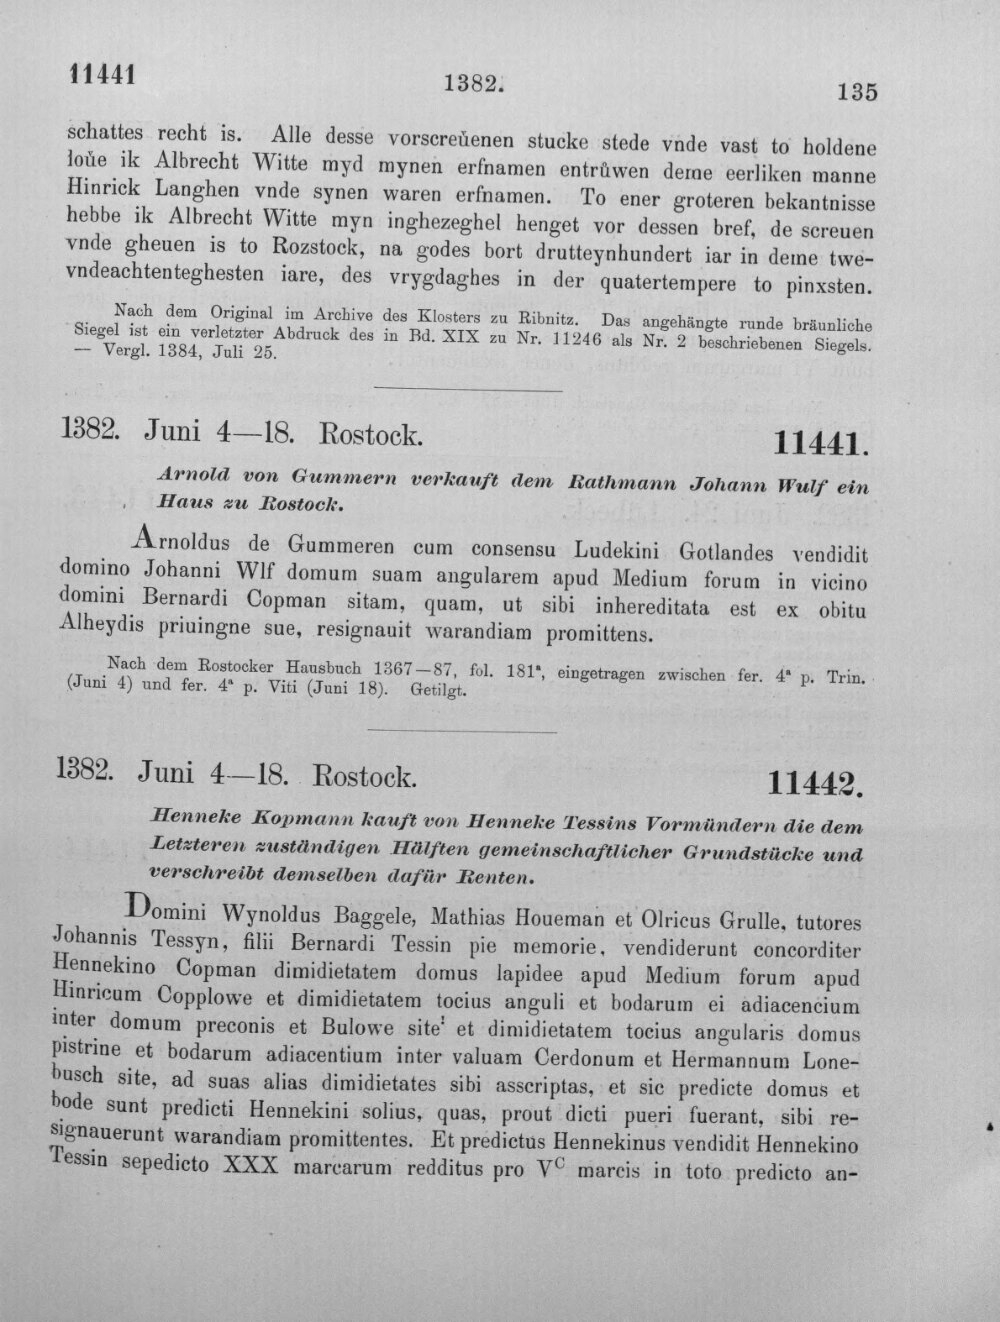 11441
1382.
135
schattes recht is. Alle desse vorscreůenen stucke stede vnde vast to holdene
loůe ik Albrecht Witte myd mynen erfnamen entrůwen deme eerliken manne
Hinrick Langhen vnde synen waren erfnamen. To ener groteren bekantnisse
hebbe ik Albrecht Witte myn inghezeghel henget vor dessen bref, de screuen
vnde gheuen is to Rozstock, na godes bort drutteynhundert iar in deme twe-
vndeachtenteghesten iare, des vrygdaghes in der quatertempere to pinxsten.
Nach dem Original im Archive des Klosters zu Ribnitz. Das angehängte runde bräunliche
Siegel ist ein verletzter Abdruck des in Bd. XIX zu Nr. 11246 als Nr. 2 beschriebenen Siegels.
— Vergl. 1384, Juli 25.
1382. Juni 4—18. Rostock. 11441.
Arnold von Gummern verkauft dem Rathmann Johann Wulf ein
Haus zu Rostock.
Arnoldus de Gummeren cum consensu Ludekini Gotlandes vendidit
domino Johanni Wlf domum suam angularem apud Medium forum in vicino
domini Bernardi Copman sitam, quam, ut sibi inhereditata est ex obitu
Alheydis priuingne sue, resignauit warandiam promittens.
Nach dem Rostocker Hausbuch 1367—87, fol. 181ᵃ, eingetragen zwischen fer. 4ᵃ p. Trin.
(Juni 4) und fer. 4ᵃ p. Viti (Juni 18). Getilgt.
1382. Juni 4—18. Rostock. 11442.
Henneke Kopmann kauft von Henneke Tessins Vormündern die dem
Letzteren zuständigen Hälften gemeinschaftlicher Grundstücke und
verschreibt demselben dafür Renten.
Domini Wynoldus Baggele, Mathias Houeman et Olricus Grulle, tutores
Johannis Tessyn, filii Bernardi Tessin pie memorie, vendiderunt concorditer
Hennekino Copman dimidietatem domus lapidee apud Medium forum apud
Hinricum Copplowe et dimidietatem tocius anguli et bodarum ei adiacencium
inter domum preconis et Bulowe site et dimidietatem tocius angularis domus
pistrine et bodarum adiacentium inter valuam Cerdonum et Hermannum Lone-
busch site, ad suas alias dimidietates sibi asscriptas, et sic predicte domus et
bode sunt predicti Hennekini solius, quas, prout dicti pueri fuerant, sibi re-
signauerunt warandiam promittentes. Et predictus Hennekinus vendidit Hennekino
Tessin sepedicto XXX marcarum redditus pro Vᶜ marcis in toto predicto an-